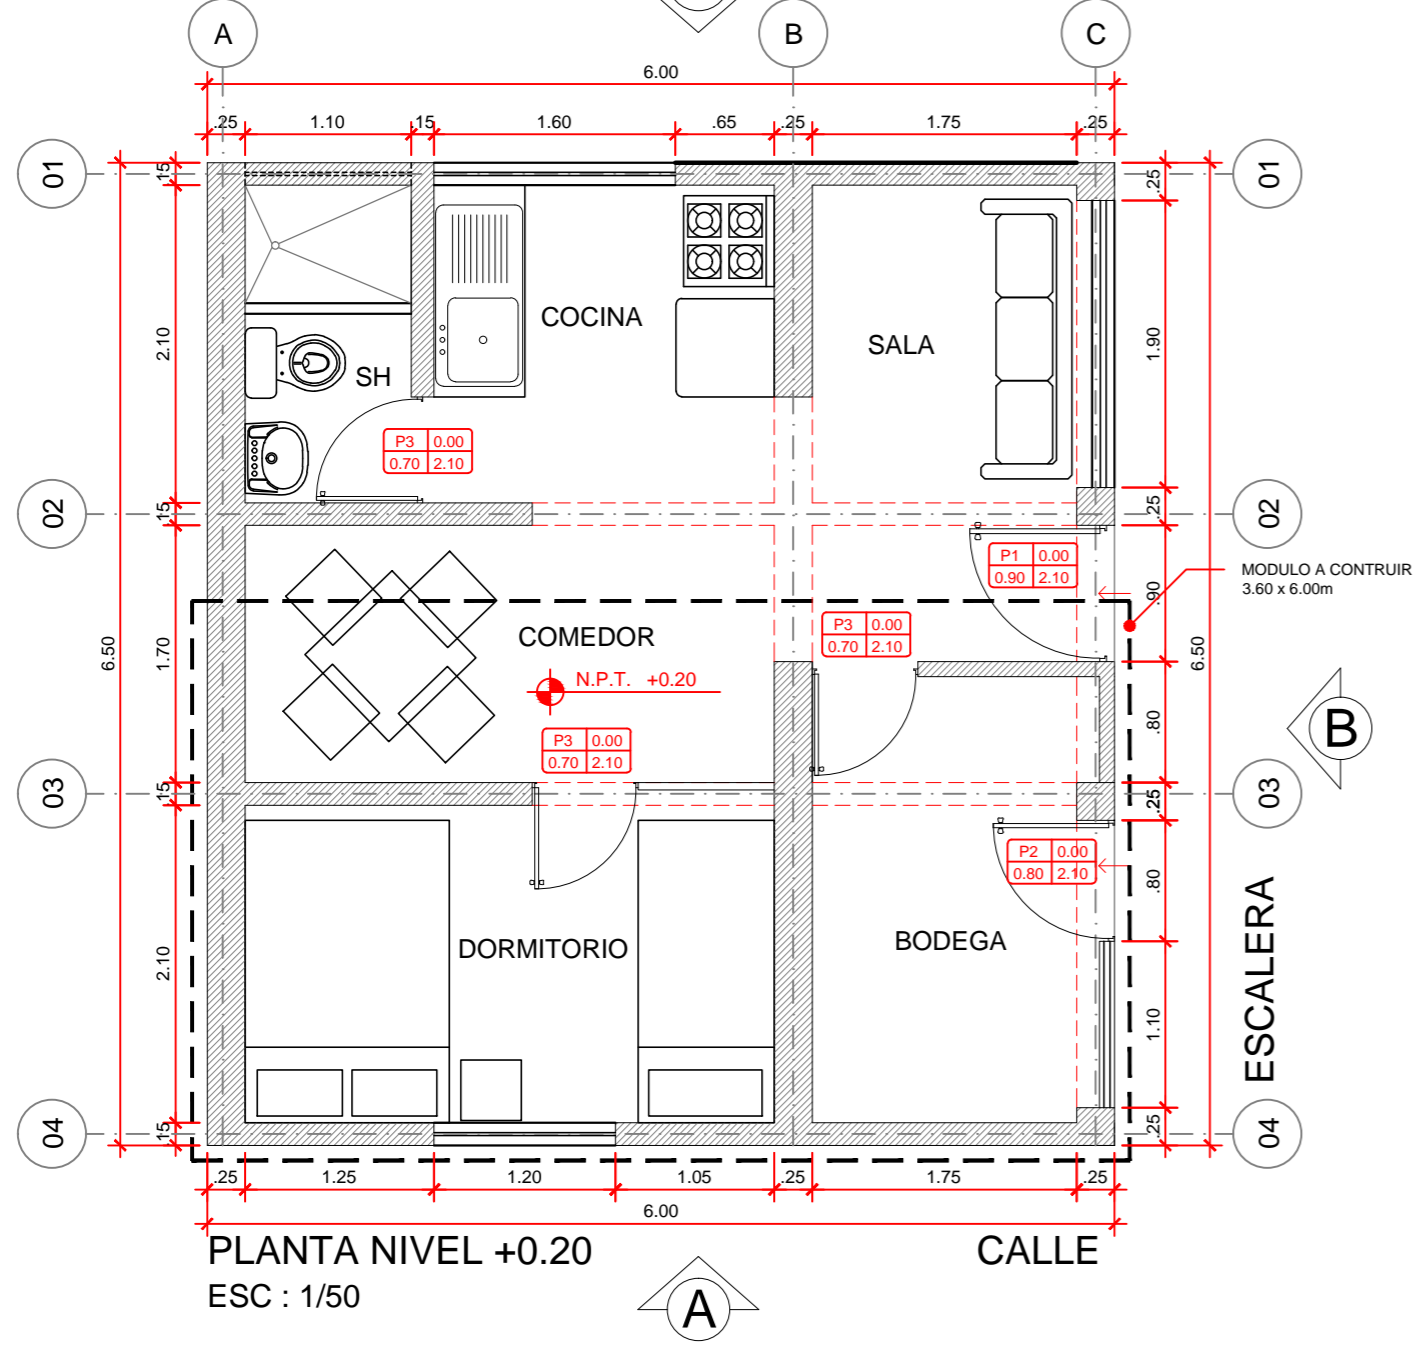 A
B
C
6.00
.25
1.10
.15
1.60
.65
.25
1.75
.25
01
.15
.25
01
2.10
COCINA
SALA
1.90
SH
P3 0.00
0.70 2.10
02
.15
.25
02
P1 0.00
0.90 2.10
MODULO A CONTRUIR
3.60 x 6.00m
.90
P3 0.00
0.70 2.10
COMEDOR
6.50
1.70
6.50
N.P.T. +0.20
.80
B
P3 0.00
0.70 2.10
03
.15
.25
03
P2 0.00
0.80 2.10
.80
DORMITORIO
BODEGA
2.10
ESCALERA
1.10
04
.15
.25
04
.25
1.25
1.20
1.05
.25
1.75
.25
6.00
PLANTA NIVEL +0.20
CALLE
ESC : 1/50
A